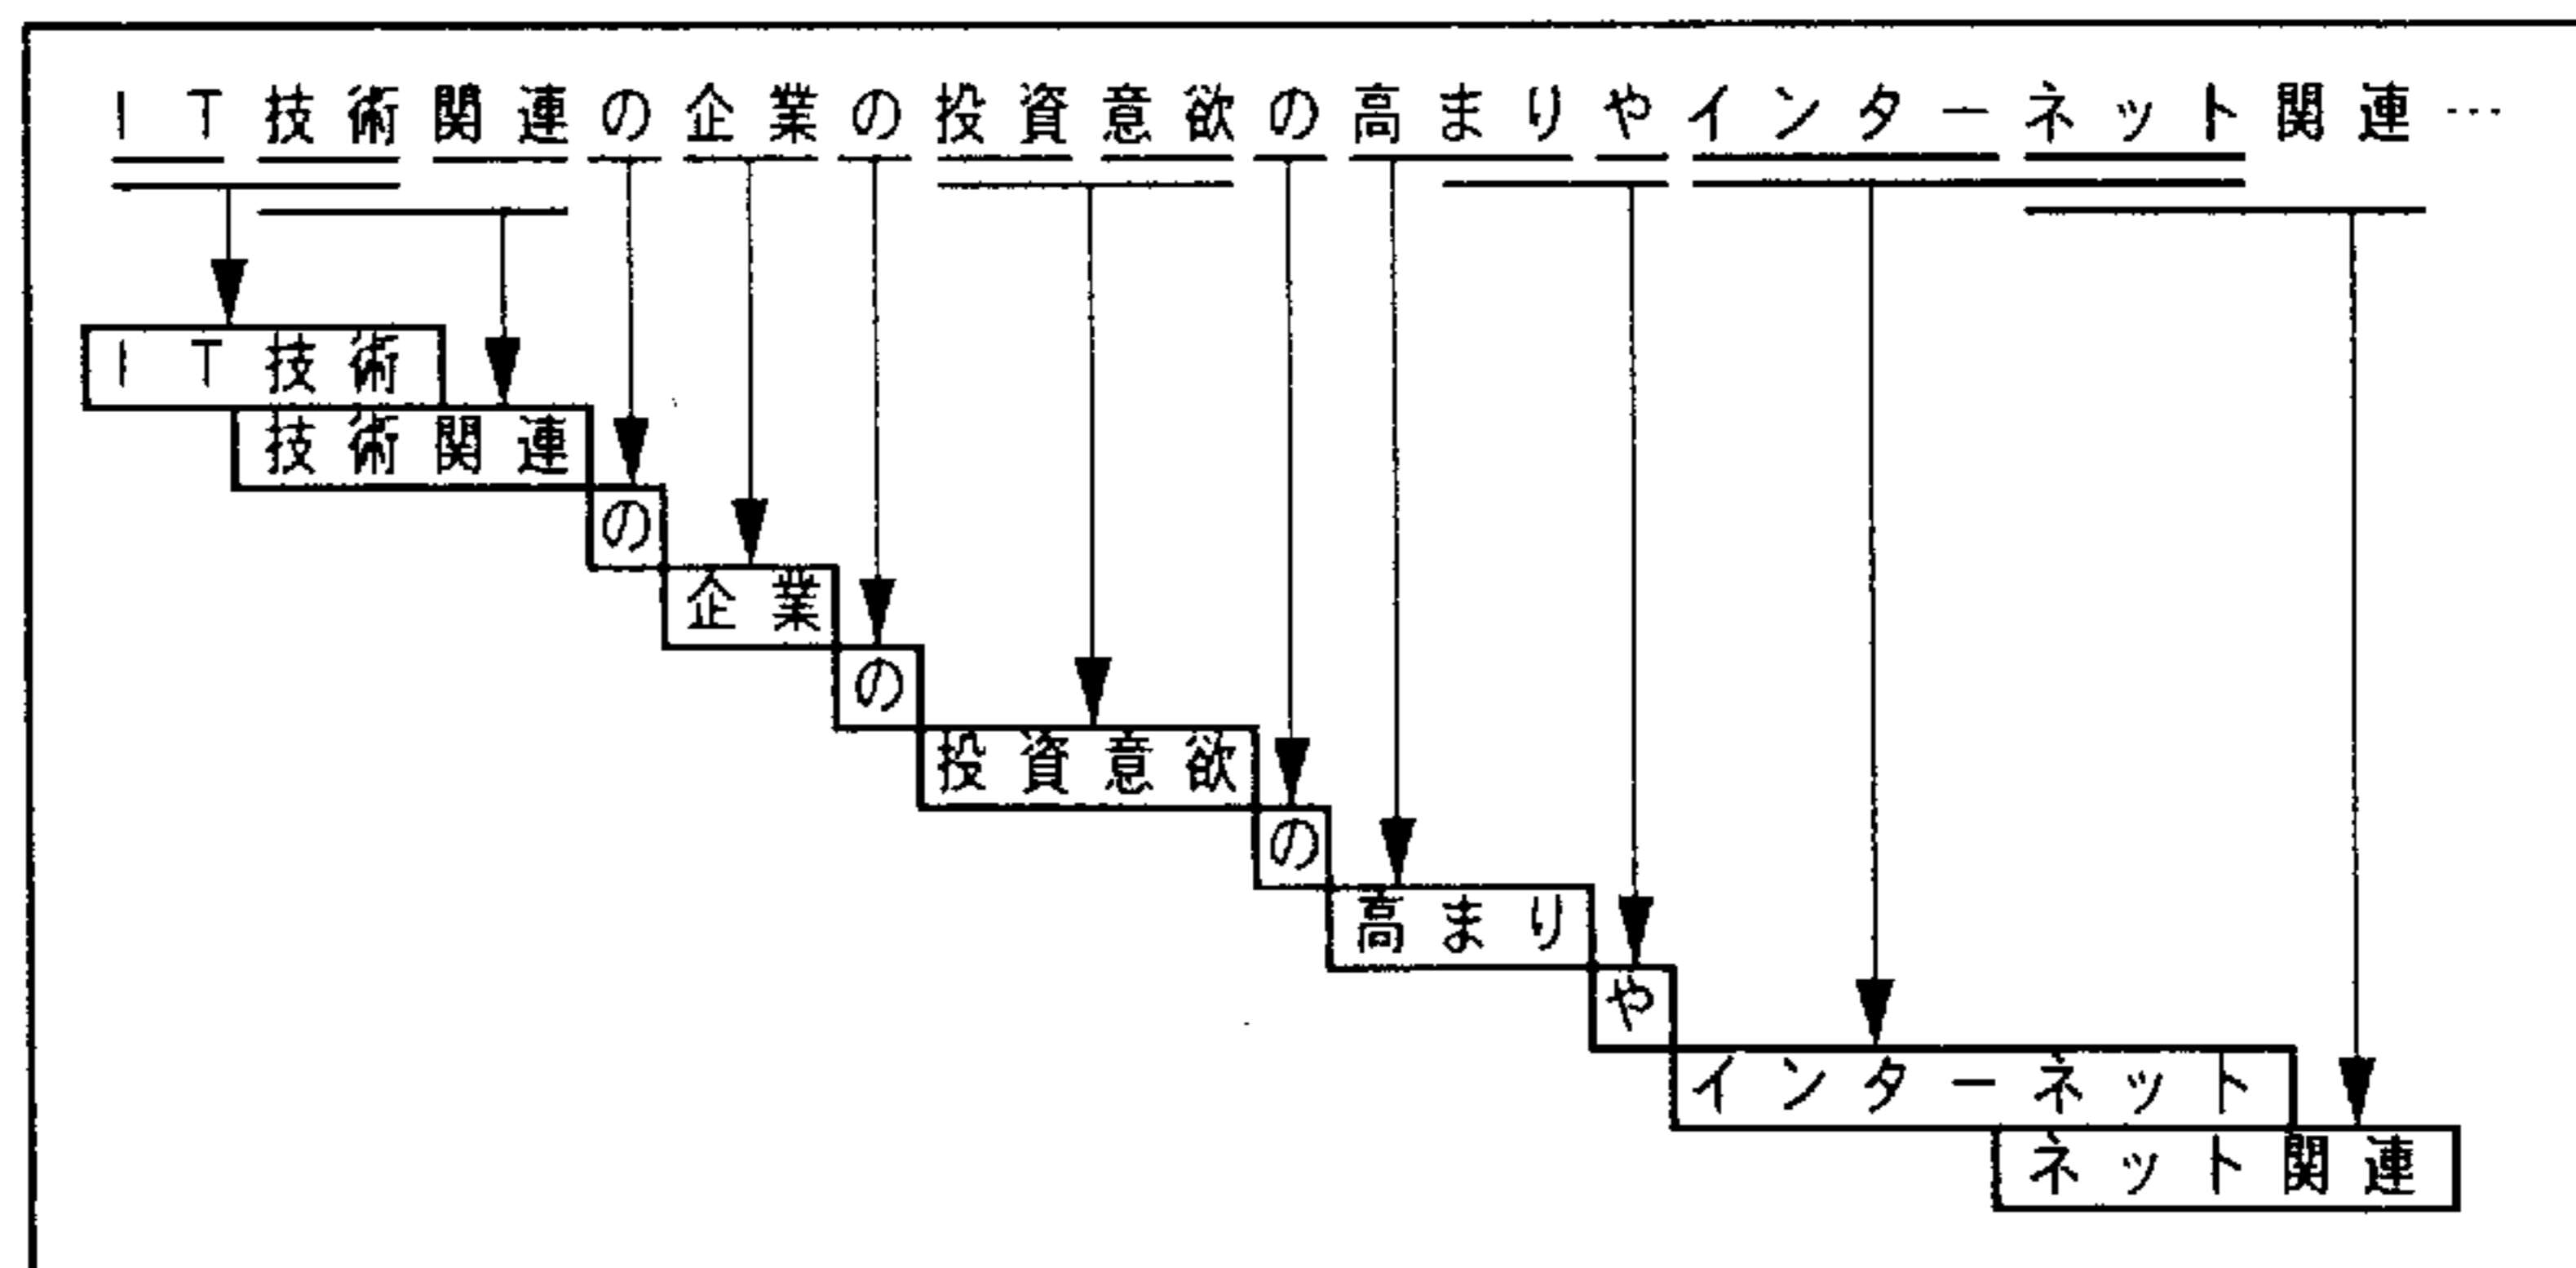 ＩＴ技術関連の企業の投資意欲の高まりやインターネット関連…
ＩＴ技術
技術関連
の
企業
の
投資意欲
の
高まり
や
インターネット
ネット関連